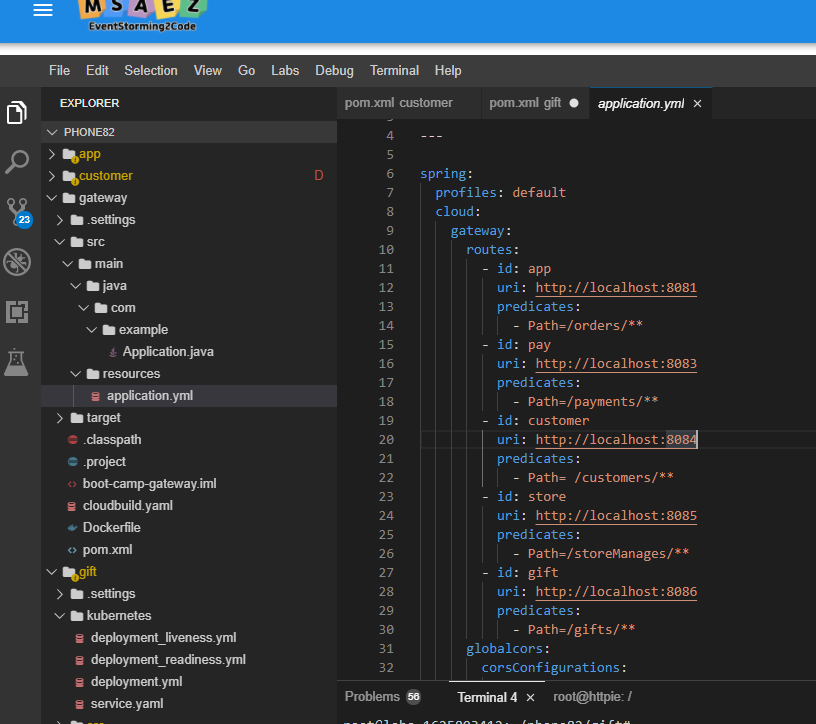 MSAEZ
EventStorming2Code
File Edit Selection View Go Labs Debug Terminal Help
EXPLORER
PHONE82
app
customer D
gateway
.settings
src
main
java
com
example
Application.java
resources
application.yml
target
.classpath
.project
boot-camp-gateway.iml
cloudbuild.yaml
Dockerfile
pom.xml
gift
.settings
kubernetes
deployment_liveness.yml
deployment_readiness.yml
deployment.yml
service.yaml
23
pom.xml customer pom.xml gift ● application.yml ×
4 ---
5
6 spring:
7 profiles: default
8 cloud:
9 gateway:
10 routes:
11 - id: app
12 uri: http://localhost:8081
13 predicates:
14 - Path=/orders/**
15 - id: pay
16 uri: http://localhost:8083
17 predicates:
18 - Path=/payments/**
19 - id: customer
20 uri: http://localhost:8084
21 predicates:
22 - Path= /customers/**
23 - id: store
24 uri: http://localhost:8085
25 predicates:
26 - Path=/storeManages/**
27 - id: gift
28 uri: http://localhost:8086
29 predicates:
30 - Path=/gifts/**
31 globalcors:
32 corsConfigurations:
Problems 56 Terminal 4 × root@httpie: /